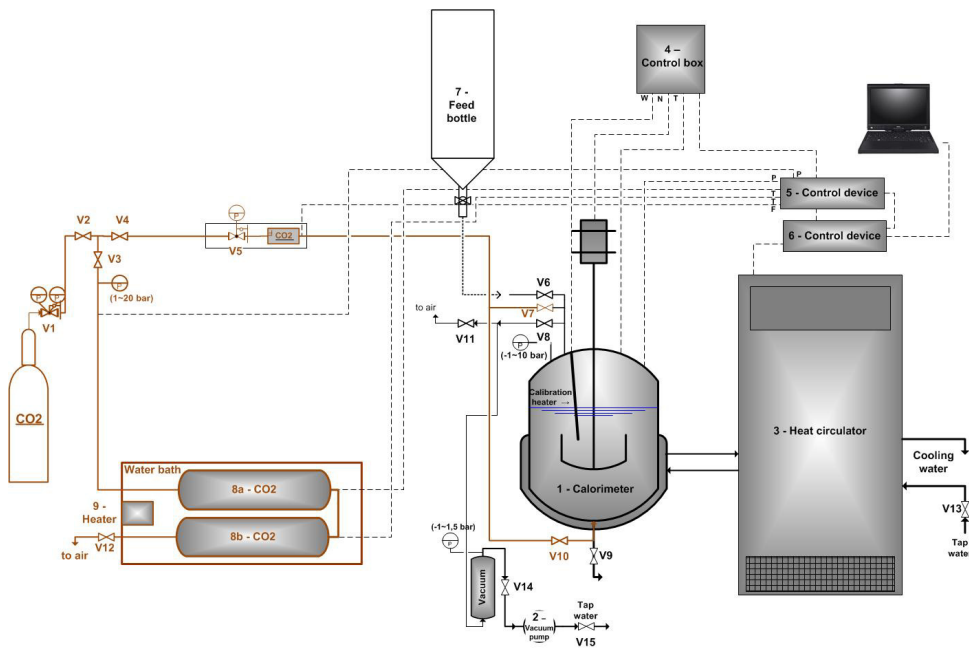 4 –
Control box
W N T
7 -
Feed
bottle
P
P
T
T
F
5 - Control device
6 - Control device
V2
V4
P
CO2
V5
V3
P
(1~20 bar)
P
P
V1
CO2
V6
V7
to air
V11
V8
P
(-1~10 bar)
Calibration
heater →
1 - Calorimeter
3 - Heat circulator
Cooling
water
V13
Tap
water
Water bath
8a - CO2
9 -
Heater
8b - CO2
to air
V12
(-1~1,5 bar)
P
V10
V9
Vacuum
V14
2 –
Vacuum
pump
Tap
water
V15